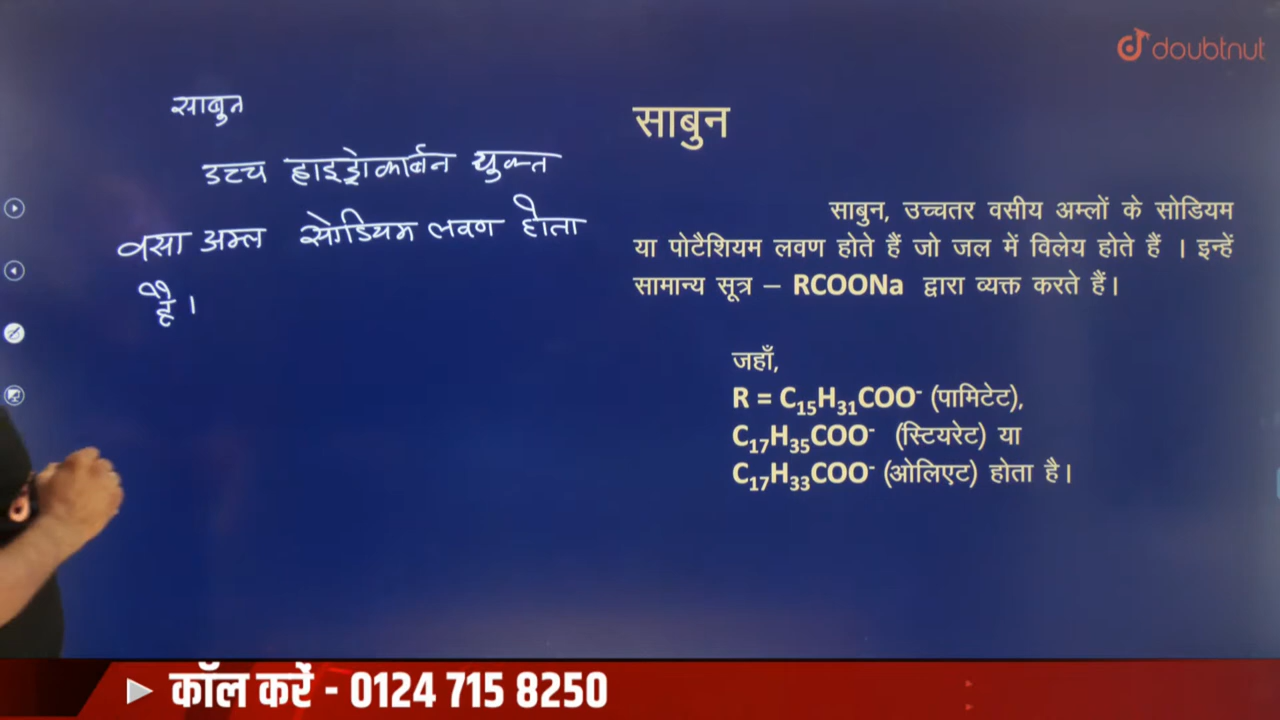 doubtnut
साबुन
उच्च हाइड्रोकार्बन युक्त
वसा अम्ल सोडियम लवण होता
है।
साबुन
साबुन, उच्चतर वसीय अम्लों के सोडियम
या पोटैशियम लवण होते हैं जो जल में विलेय होते हैं । इन्हें
सामान्य सूत्र – RCOONa द्वारा व्यक्त करते हैं।
जहाँ,
R = C₁₅H₃₁COO⁻ (पामिटेट),
C₁₇H₃₅COO⁻ (स्टियरेट) या
C₁₇H₃₃COO⁻ (ओलिएट) होता है।
कॉल करें - 0124 715 8250